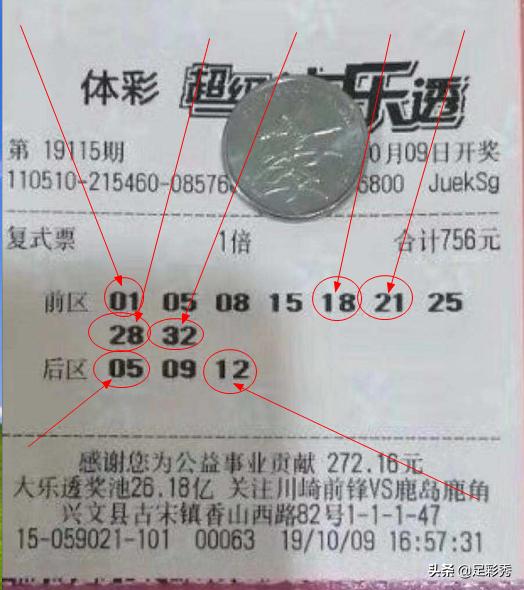 体彩 超级大乐透
第 19115期 0月09日开奖
110510-215460-08576 6800 JuekSg
复式票 1倍 合计756元
前区 01 05 08 15 18 21 25
28 32
后区 05 09 12
感谢您为公益事业贡献 272.16元
大乐透奖池26.18亿 关注川崎前锋VS鹿岛鹿角
兴文县古宋镇香山西路82号1-1-1-47
15-059021-101 00063 19/10/09 16:57:31
头条 @足彩秀